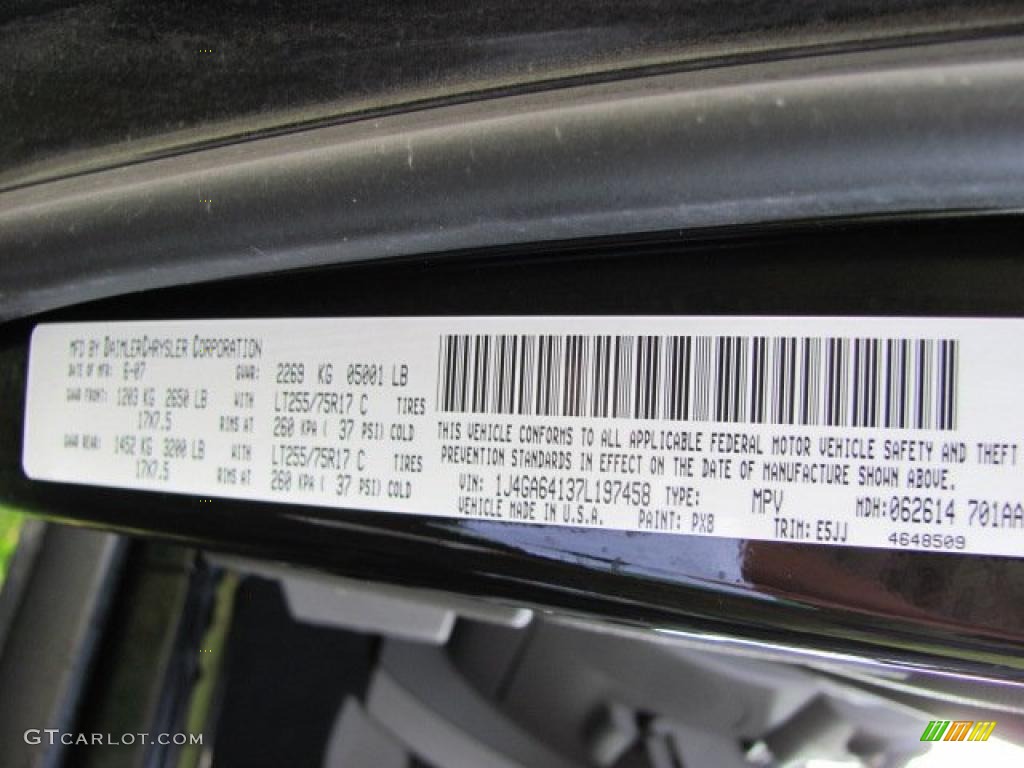 MFD BY DAIMLERCHRYSLER CORPORATION
DATE OF MFR: 6-07 GVWR: 2269 KG 05001 LB
GAWR FRONT: 1203 KG 2650 LB WITH LT255/75R17 C TIRES
17X7.5 RIMS AT 260 KPA ( 37 PSI) COLD
GAWR REAR: 1452 KG 3200 LB WITH LT255/75R17 C TIRES
17X7.5 RIMS AT 260 KPA ( 37 PSI) COLD
THIS VEHICLE CONFORMS TO ALL APPLICABLE FEDERAL MOTOR VEHICLE SAFETY AND THEFT
PREVENTION STANDARDS IN EFFECT ON THE DATE OF MANUFACTURE SHOWN ABOVE.
VIN: 1J4GA64137L197458 TYPE: MPV MDH: 062614 701AA
VEHICLE MADE IN U.S.A. PAINT: PX8 TRIM: E5JJ 4648509
GTCARLOT.COM